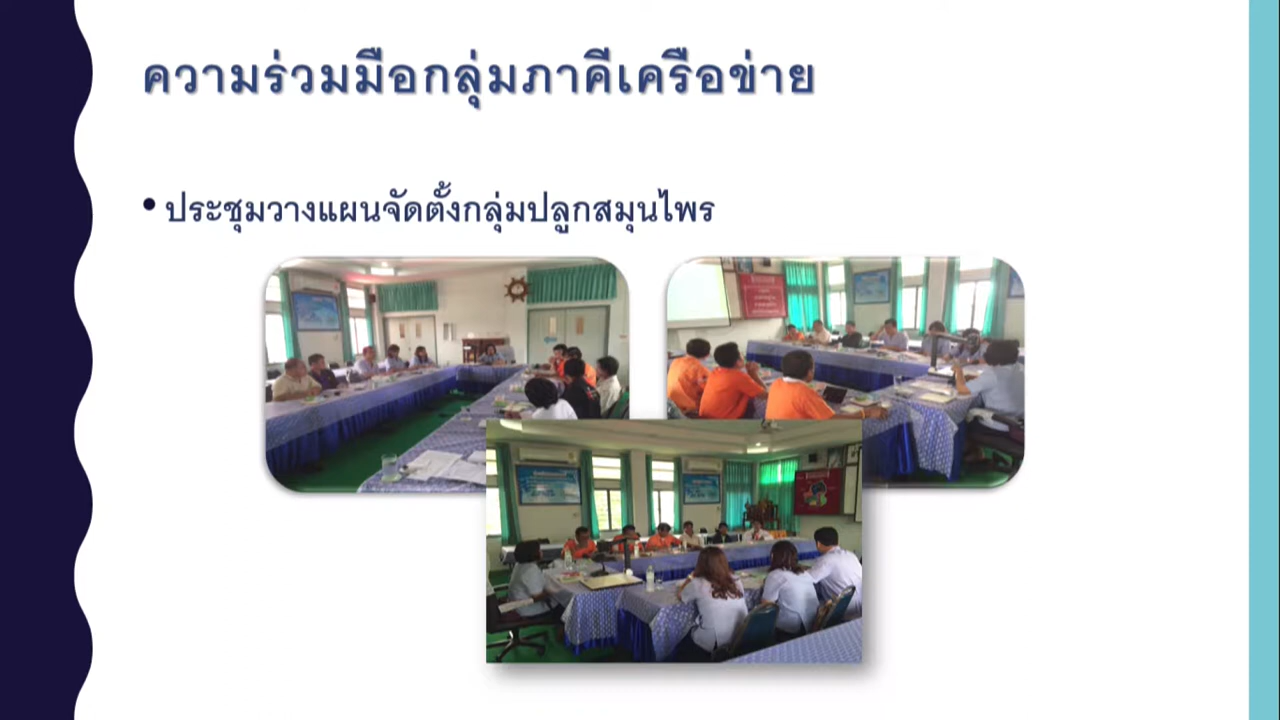 ความร่วมมือกลุ่มภาคีเครือข่าย
• ประชุมวางแผนจัดตั้งกลุ่มปลูกสมุนไพร